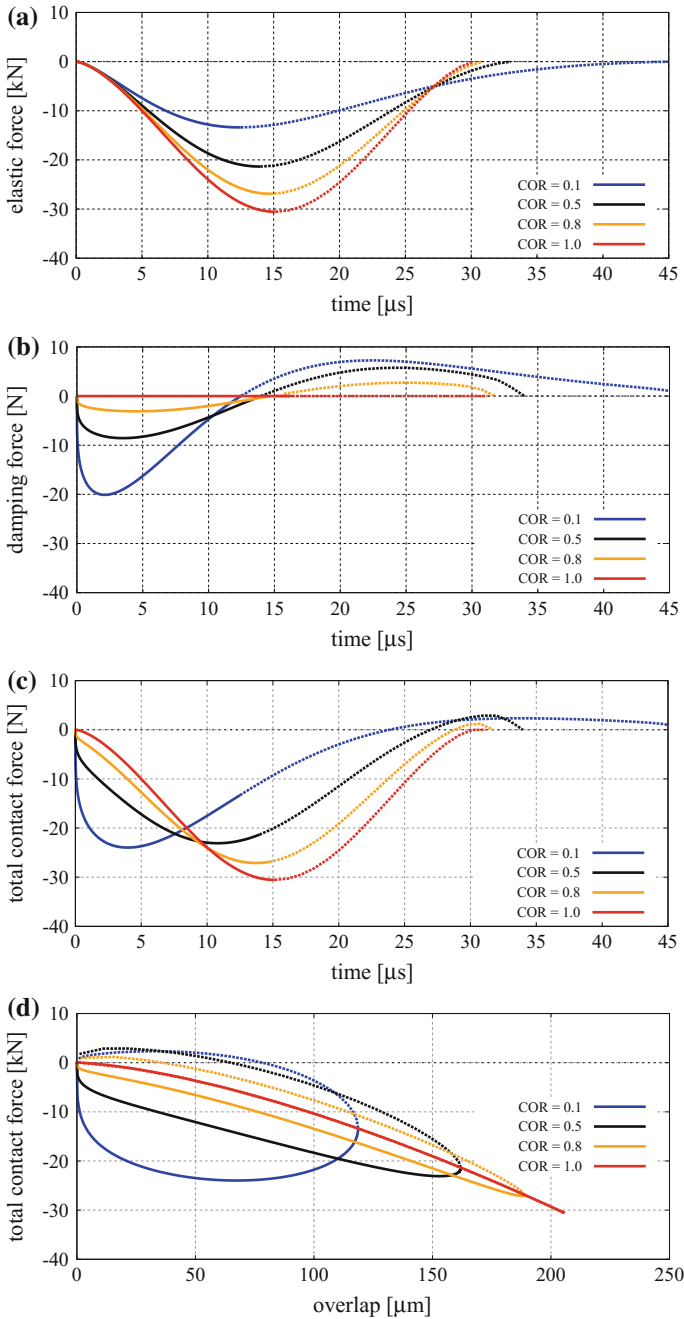 (a)
10
0
-10
-20
-30
-40
elastic force [kN]
COR = 0.1
COR = 0.5
COR = 0.8
COR = 1.0
0 5 10 15 20 25 30 35 40 45
time [μs]
(b)
10
0
-10
-20
-30
-40
damping force [N]
COR = 0.1
COR = 0.5
COR = 0.8
COR = 1.0
0 5 10 15 20 25 30 35 40 45
time [μs]
(c)
10
0
-10
-20
-30
-40
total contact force [N]
COR = 0.1
COR = 0.5
COR = 0.8
COR = 1.0
0 5 10 15 20 25 30 35 40 45
time [μs]
(d)
10
0
-10
-20
-30
-40
total contact force [kN]
COR = 0.1
COR = 0.5
COR = 0.8
COR = 1.0
0 50 100 150 200 250
overlap [μm]